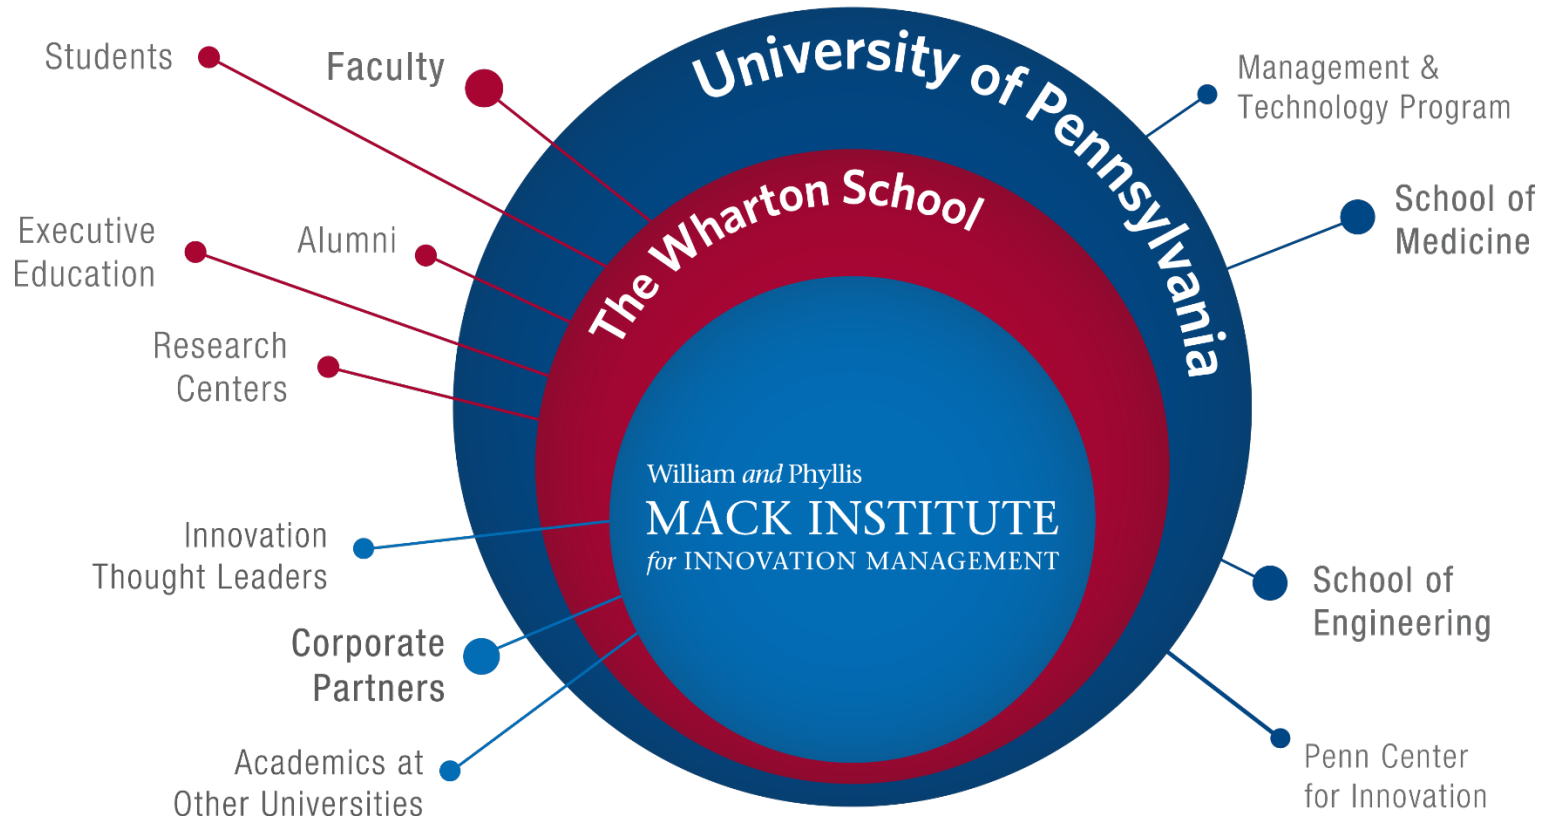 Students
Faculty
Executive
Education
Alumni
Research
Centers
Innovation
Thought Leaders
Corporate
Partners
Academics at
Other Universities
University of Pennsylvania
The Wharton School
William and Phyllis
MACK INSTITUTE
for INNOVATION MANAGEMENT
Management &
Technology Program
School of
Medicine
School of
Engineering
Penn Center
for Innovation